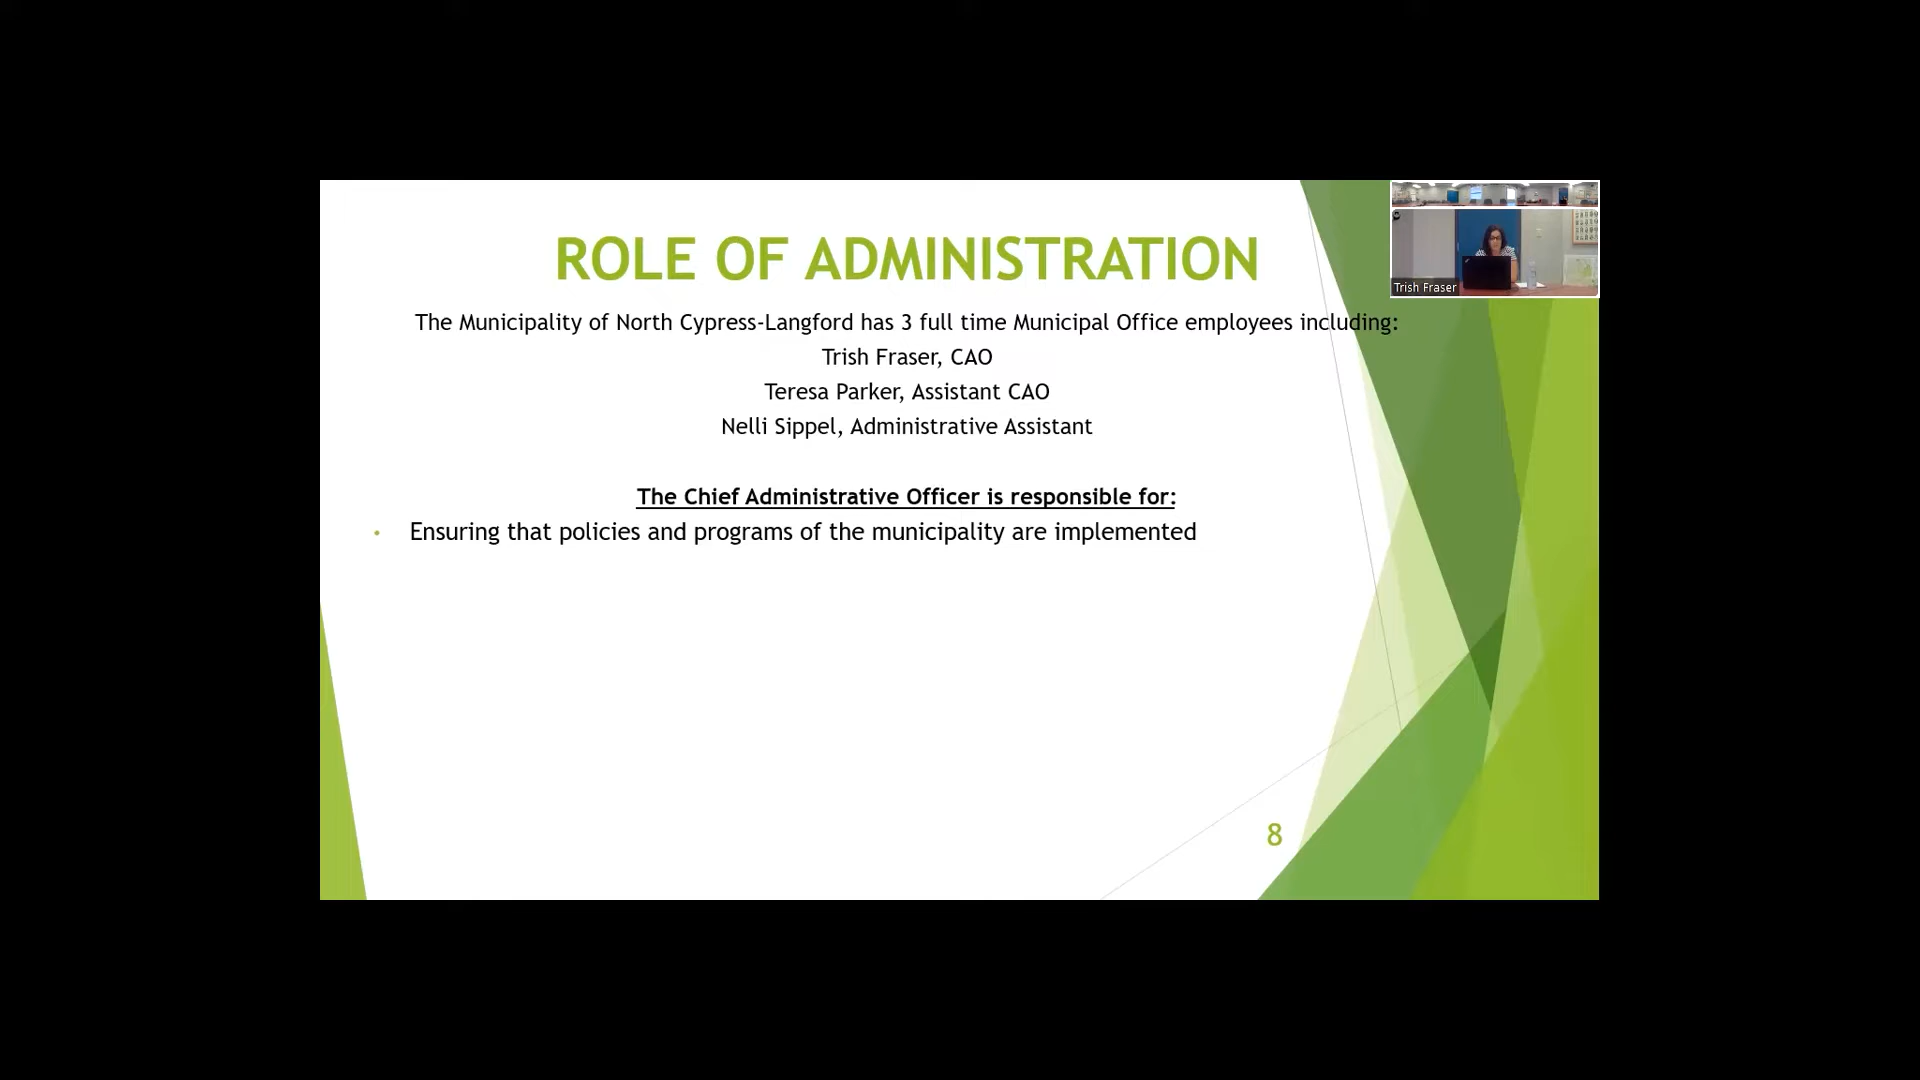 ROLE OF ADMINISTRATION
The Municipality of North Cypress-Langford has 3 full time Municipal Office employees including:
Trish Fraser, CAO
Teresa Parker, Assistant CAO
Nelli Sippel, Administrative Assistant
The Chief Administrative Officer is responsible for:
• Ensuring that policies and programs of the municipality are implemented
8
Trish Fraser